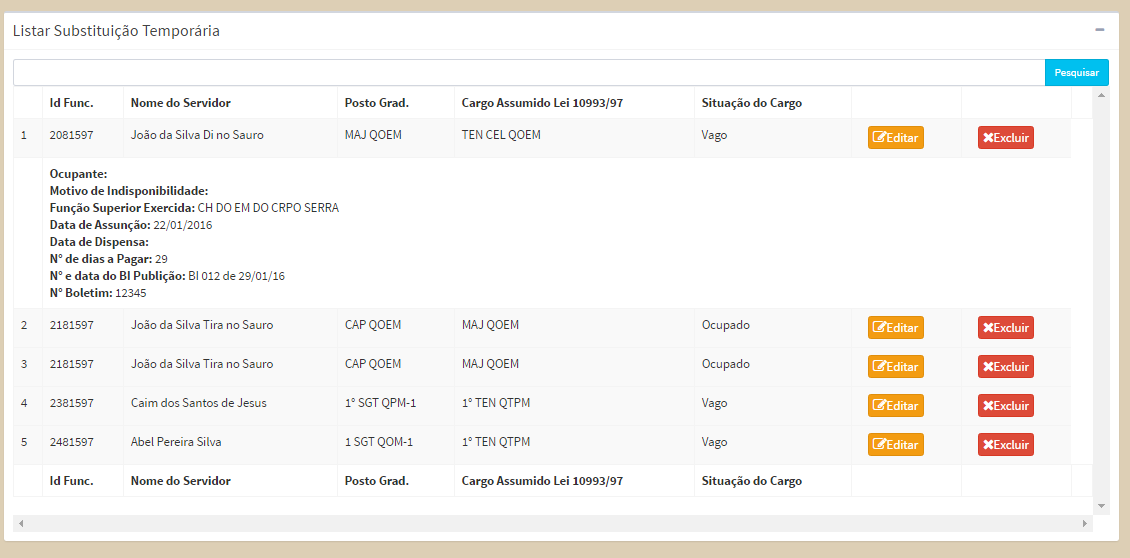 Listar Substituição Temporária
Pesquisar
Id Func. Nome do Servidor Posto Grad. Cargo Assumido Lei 10993/97 Situação do Cargo
1 2081597 João da Silva Di no Sauro MAJ QOEM TEN CEL QOEM Vago Editar Excluir
Ocupante:
Motivo de Indisponibilidade:
Função Superior Exercida: CH DO EM DO CRPO SERRA
Data de Assunção: 22/01/2016
Data de Dispensa:
N° de dias a Pagar: 29
N° e data do BI Publição: BI 012 de 29/01/16
N° Boletim: 12345
2 2181597 João da Silva Tira no Sauro CAP QOEM MAJ QOEM Ocupado Editar Excluir
3 2181597 João da Silva Tira no Sauro CAP QOEM MAJ QOEM Ocupado Editar Excluir
4 2381597 Caim dos Santos de Jesus 1° SGT QPM-1 1° TEN QTPM Vago Editar Excluir
5 2481597 Abel Pereira Silva 1 SGT QOM-1 1° TEN QTPM Vago Editar Excluir
Id Func. Nome do Servidor Posto Grad. Cargo Assumido Lei 10993/97 Situação do Cargo